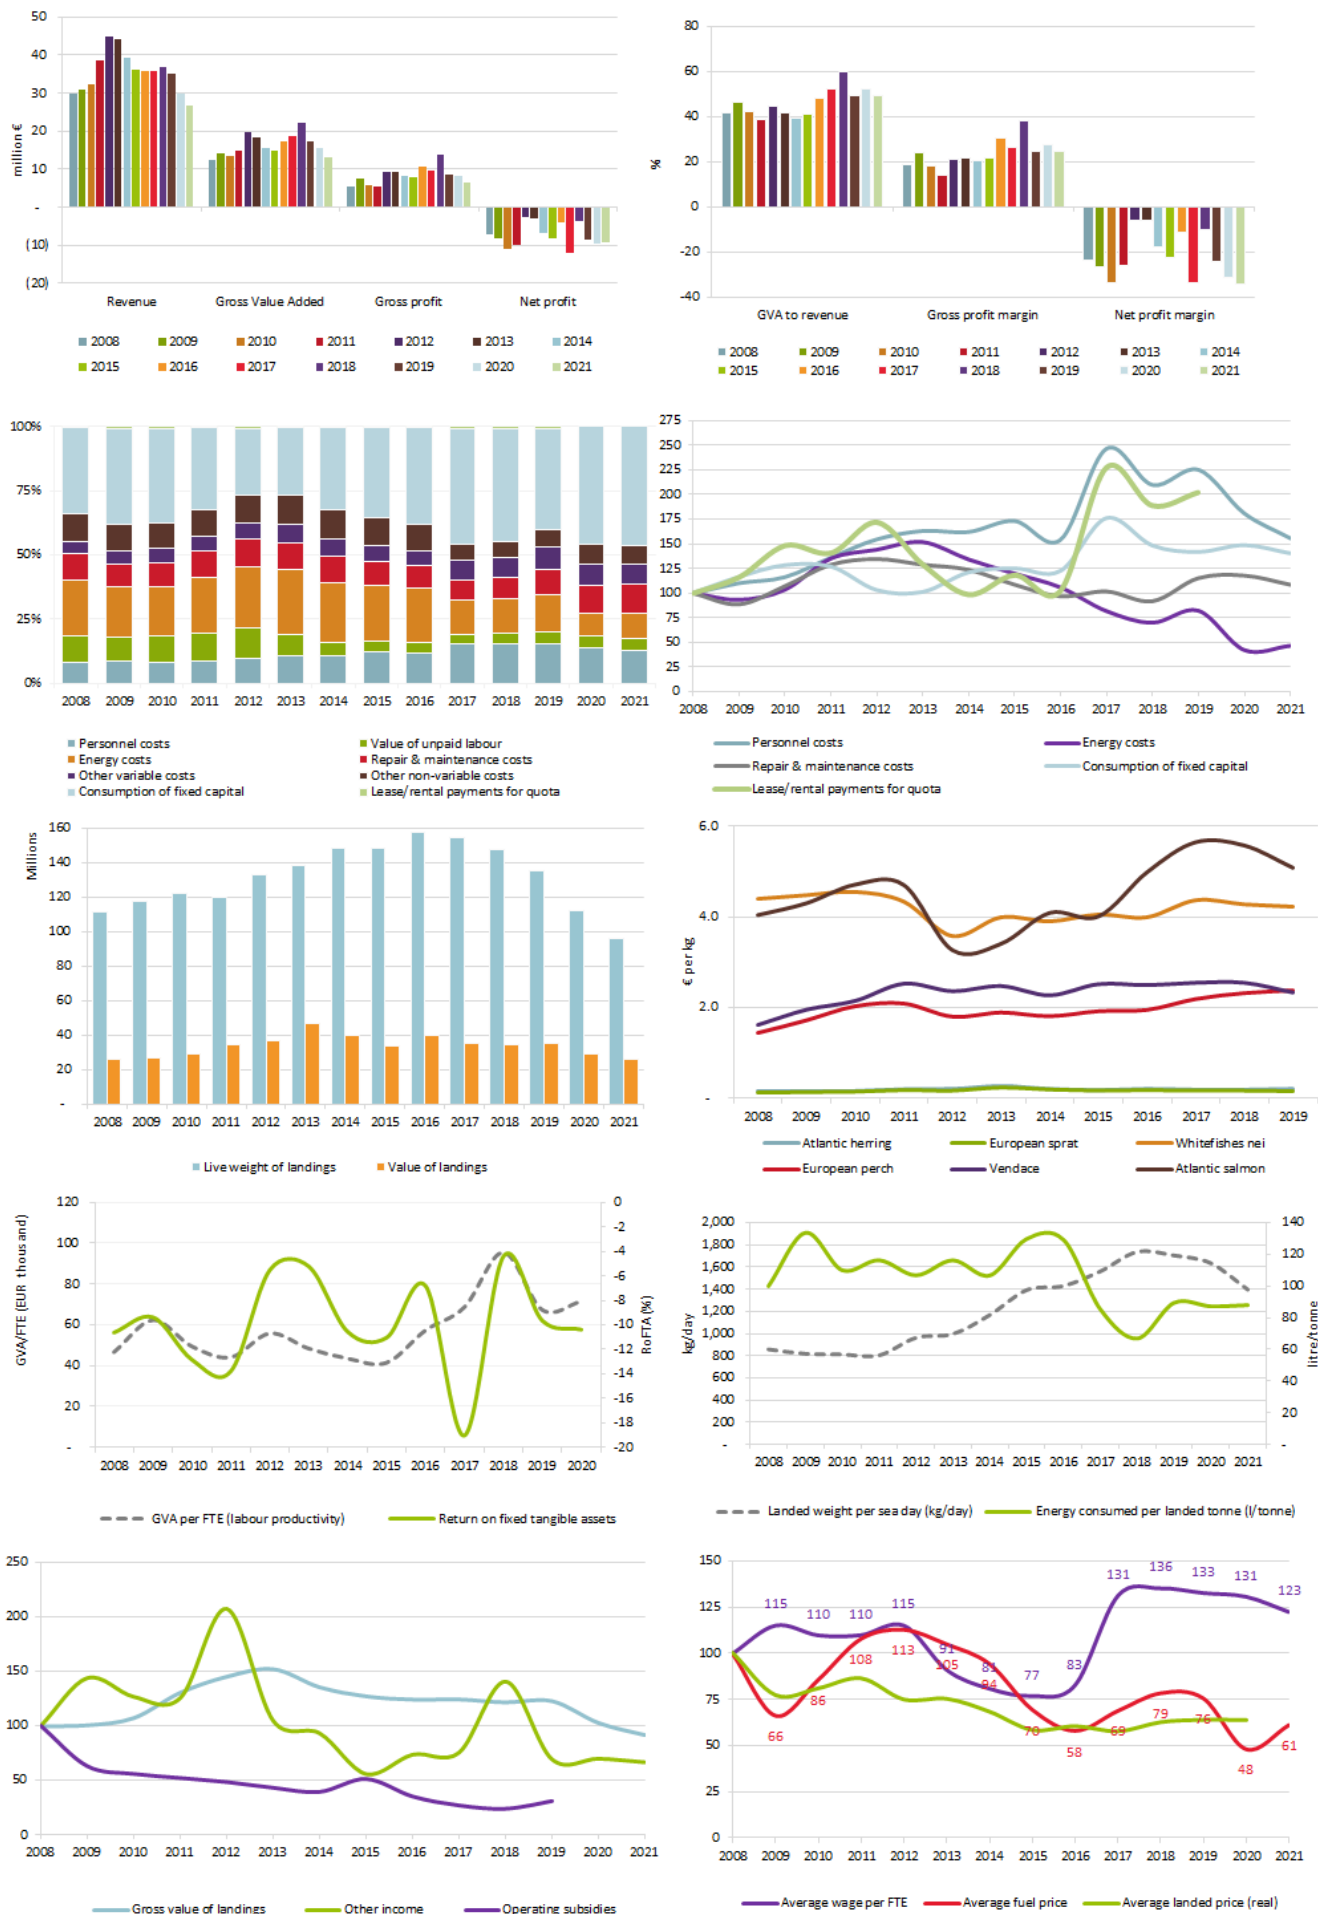 50
40
30
20
10
-
(10)
(20)
million €
Revenue Gross Value Added Gross profit Net profit
2008 2009 2010 2011 2012 2013 2014
2015 2016 2017 2018 2019 2020 2021
80
60
40
20
0
-20
-40
%
GVA to revenue Gross profit margin Net profit margin
2008 2009 2010 2011 2012 2013 2014
2015 2016 2017 2018 2019 2020 2021
100%
75%
50%
25%
0%
2008 2009 2010 2011 2012 2013 2014 2015 2016 2017 2018 2019 2020 2021
Personnel costs Value of unpaid labour
Energy costs Repair & maintenance costs
Other variable costs Other non-variable costs
Consumption of fixed capital Lease/rental payments for quota
275
250
225
200
175
150
125
100
75
50
25
0
2008 2009 2010 2011 2012 2013 2014 2015 2016 2017 2018 2019 2020 2021
Personnel costs Energy costs
Repair & maintenance costs Consumption of fixed capital
Lease/rental payments for quota
Millions
160
140
120
100
80
60
40
20
-
2008 2009 2010 2011 2012 2013 2014 2015 2016 2017 2018 2019 2020 2021
Live weight of landings Value of landings
6.0
4.0
2.0
-
€ per kg
2008 2009 2010 2011 2012 2013 2014 2015 2016 2017 2018 2019
Atlantic herring European sprat Whitefishes nei
European perch Vendace Atlantic salmon
GVA/FTE (EUR thousand)
120
100
80
60
40
20
-
0
-2
-4
-6
-8
-10
-12
-14
-16
-18
-20
RoFTA (%)
2008 2009 2010 2011 2012 2013 2014 2015 2016 2017 2018 2019 2020
GVA per FTE (labour productivity) Return on fixed tangible assets
kg/day
2,000
1,800
1,600
1,400
1,200
1,000
800
600
400
200
-
140
120
100
80
60
40
20
-
litre/tonne
2008 2009 2010 2011 2012 2013 2014 2015 2016 2017 2018 2019 2020 2021
Landed weight per sea day (kg/day) Energy consumed per landed tonne (l/tonne)
250
200
150
100
50
0
2008 2009 2010 2011 2012 2013 2014 2015 2016 2017 2018 2019 2020 2021
Gross value of landings Other income Operating subsidies
150
125
100
75
50
25
0
115 110 110 115 91 81 77 83 131 136 133 131 123
66 86 108 113 105 94 70 58 69 79 76 48 61
2008 2009 2010 2011 2012 2013 2014 2015 2016 2017 2018 2019 2020 2021
Average wage per FTE Average fuel price Average landed price (real)